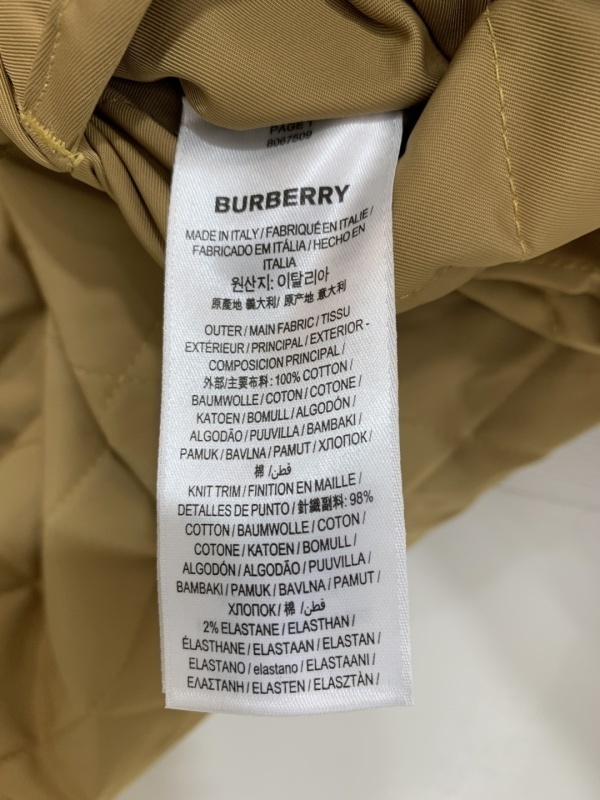 PAGE 1
8067509
BURBERRY
MADE IN ITALY / FABRIQUÉ EN ITALIE /
FABRICADO EM ITÁLIA / HECHO EN
ITALIA
원산지: 이탈리아
原產地 義大利/ 原产地 意大利
OUTER / MAIN FABRIC / TISSU
EXTÉRIEUR / PRINCIPAL / EXTERIOR -
COMPOSICION PRINCIPAL /
外部/主要布料: 100% COTTON /
BAUMWOLLE / COTON / COTONE /
KATOEN / BOMULL / ALGODÓN /
ALGODÃO / PUUVILLA / BAMBAKI /
PAMUK / BAVLNA / PAMUT / ХЛОПОК /
棉 / قطن/
KNIT TRIM / FINITION EN MAILLE /
DETALLES DE PUNTO / 針織副料: 98%
COTTON / BAUMWOLLE / COTON /
COTONE / KATOEN / BOMULL /
ALGODÓN / ALGODÃO / PUUVILLA /
BAMBAKI / PAMUK / BAVLNA / PAMUT /
ХЛОПОК / 棉 / قطن/
2% ELASTANE / ELASTHAN /
ÉLASTHANE / ELASTAAN / ELASTAN /
ELASTANO / elastano / ELASTAANI /
ΕΛΑΣΤΑΝΗ / ELASTEN / ELASZTÁN /